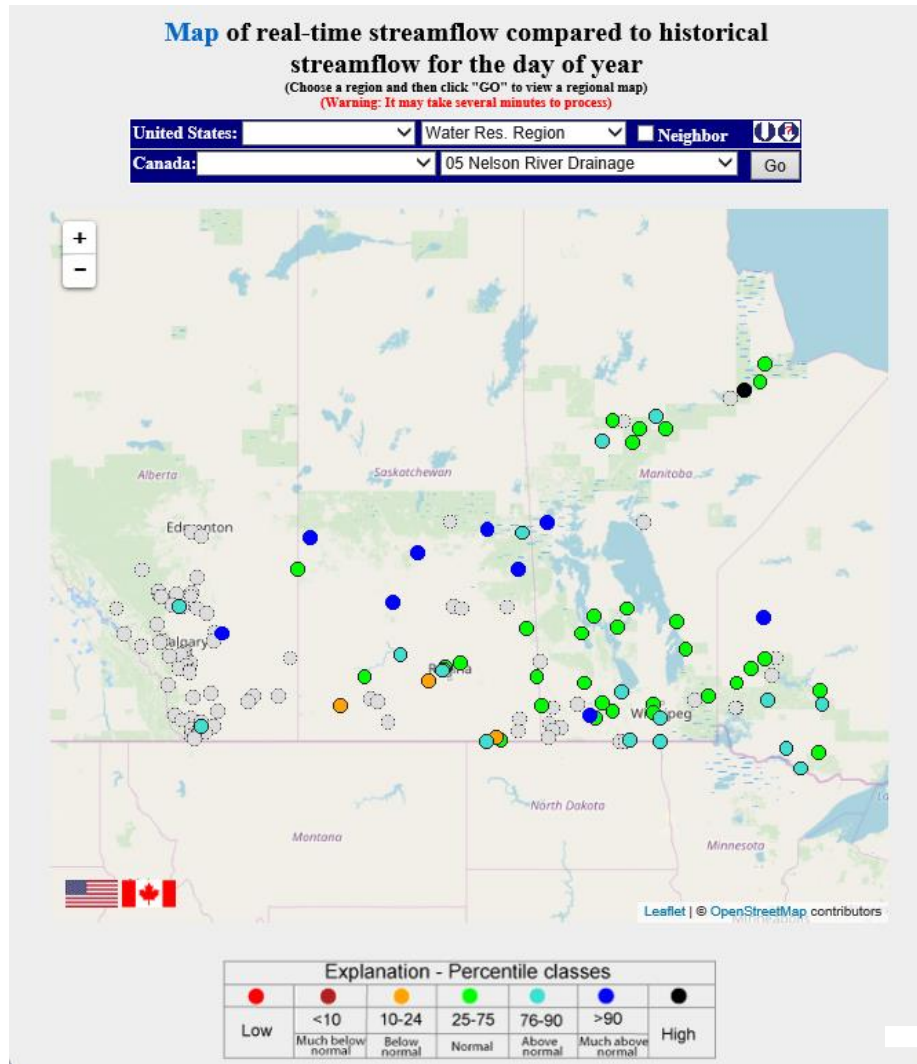 Map of real-time streamflow compared to historical
streamflow for the day of year
(Choose a region and then click "GO" to view a regional map)
(Warning: It may take several minutes to process)
United States: Water Res. Region Neighbor
Canada: 05 Nelson River Drainage Go
+
−
Alberta
Saskatchewan
Manitoba
Edmonton
Calgary
Regina
Winnipeg
North Dakota
Montana
Minnesota
Leaflet | © OpenStreetMap contributors
Explanation - Percentile classes
Low <10 10-24 25-75 76-90 >90 High
Much below normal Below normal Normal Above normal Much above normal